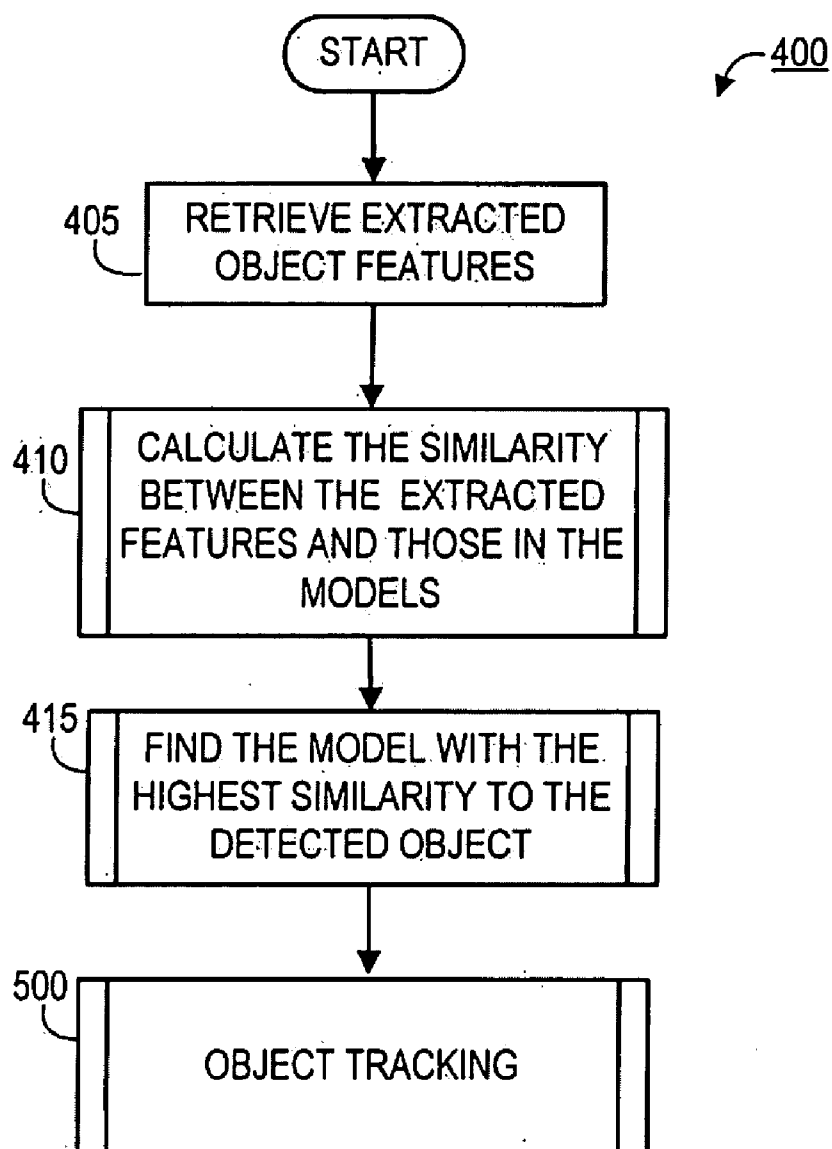 START
400
405
RETRIEVE EXTRACTED
OBJECT FEATURES
410
CALCULATE THE SIMILARITY
BETWEEN THE EXTRACTED
FEATURES AND THOSE IN THE
MODELS
415
FIND THE MODEL WITH THE
HIGHEST SIMILARITY TO THE
DETECTED OBJECT
500
OBJECT TRACKING